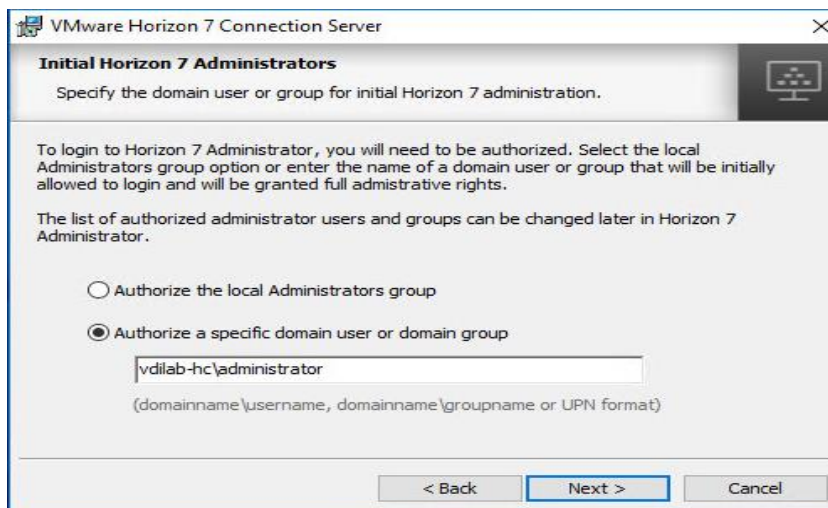 VMware Horizon 7 Connection Server
Initial Horizon 7 Administrators
Specify the domain user or group for initial Horizon 7 administration.
To login to Horizon 7 Administrator, you will need to be authorized. Select the local
Administrators group option or enter the name of a domain user or group that will be initially
allowed to login and will be granted full admistrative rights.
The list of authorized administrator users and groups can be changed later in Horizon 7
Administrator.
Authorize the local Administrators group
Authorize a specific domain user or domain group
vdilab-hc\administrator
(domainname\username, domainname\groupname or UPN format)
< Back Next > Cancel